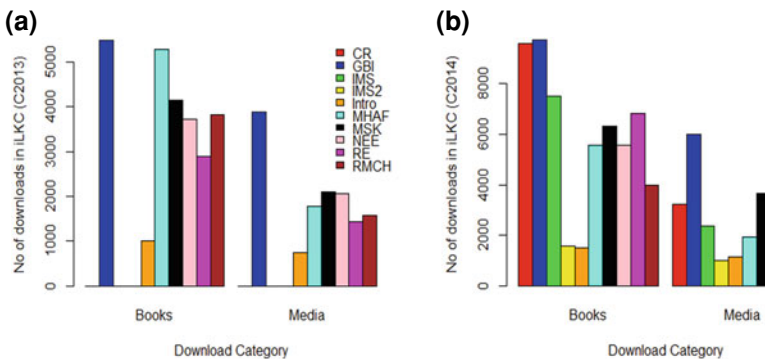 (a)
No of downloads in iLKC (C2013)
5000
4000
3000
2000
1000
0
CR
GBI
IMS
IMS2
Intro
MHAF
MSK
NEE
RE
RMCH
Books
Media
Download Category
(b)
No of downloads in iLKC (C2014)
8000
6000
4000
2000
0
Books
Media
Download Category